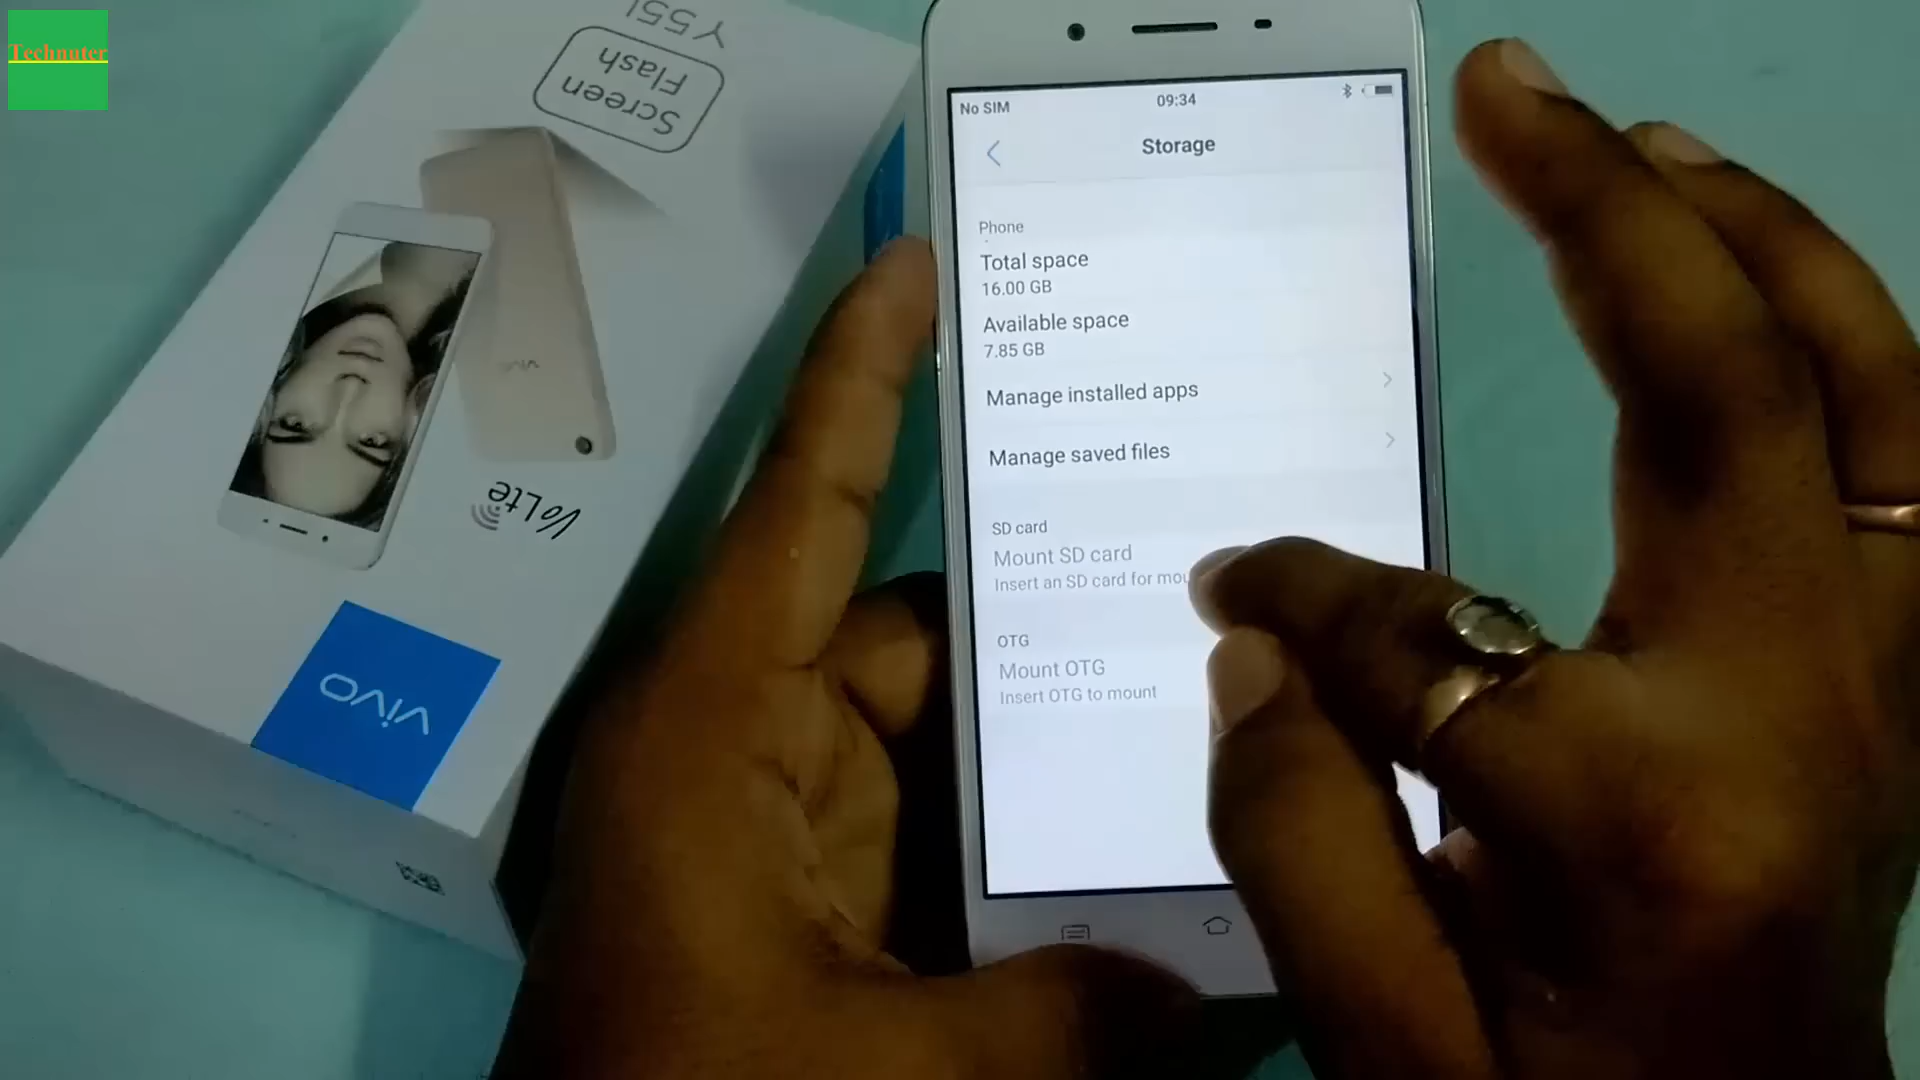 Technuter
Y55l
Screen
Flash
vivo
VoLTE
vivo
No SIM
09:34
Storage
Phone
Total space
16.00 GB
Available space
7.85 GB
Manage installed apps
Manage saved files
SD card
Mount SD card
Insert an SD card for mou
OTG
Mount OTG
Insert OTG to mount